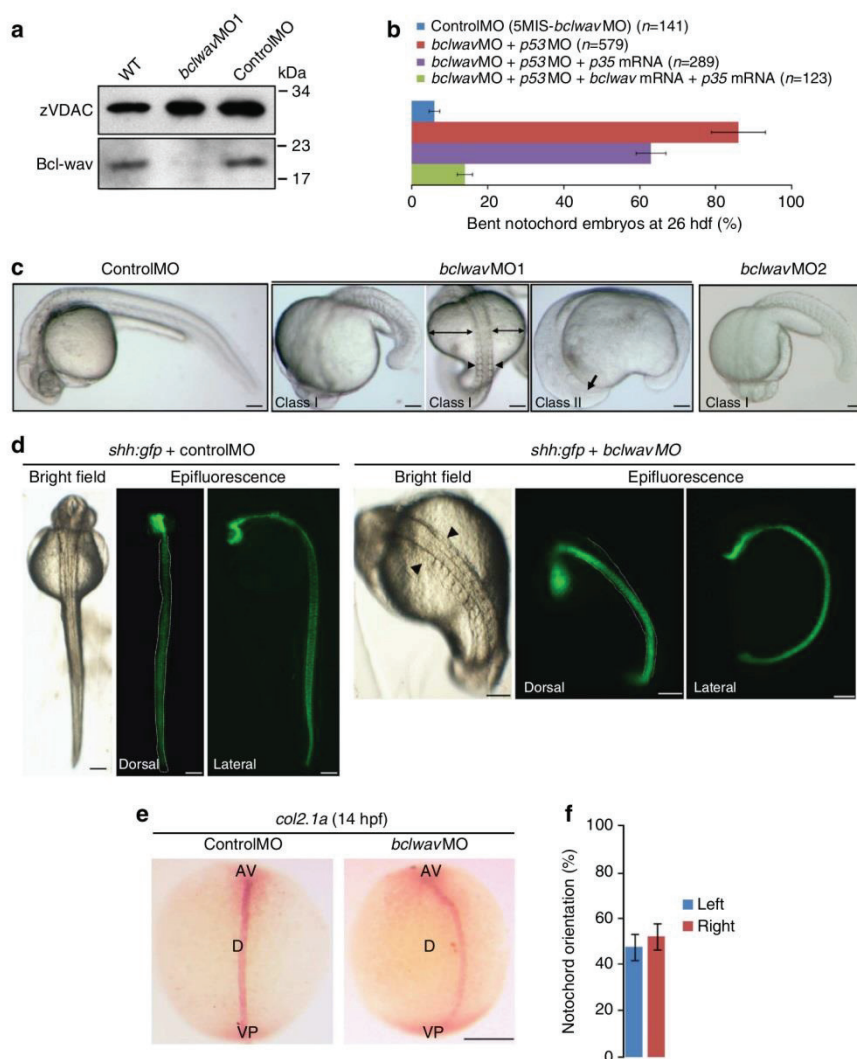 a
WT
bclwavMO1
ControlMO
kDa
zVDAC
34
Bcl-wav
23
17
b
ControlMO (5MIS-bclwavMO) (n=141)
bclwavMO + p53MO (n=579)
bclwavMO + p53MO + p35 mRNA (n=289)
bclwavMO + p53MO + bclwav mRNA + p35 mRNA (n=123)
0 20 40 60 80 100
Bent notochord embryos at 26 hdf (%)
c
ControlMO bclwavMO1 bclwavMO2
Class I Class I Class II Class I
d
shh:gfp + controlMO shh:gfp + bclwavMO
Bright field Epifluorescence Bright field Epifluorescence
Dorsal Lateral Dorsal Lateral
e
col2.1a (14 hpf)
ControlMO bclwavMO
AV AV
D D
VP VP
f
Notochord orientation (%)
100
80
60
40
20
0
Left
Right